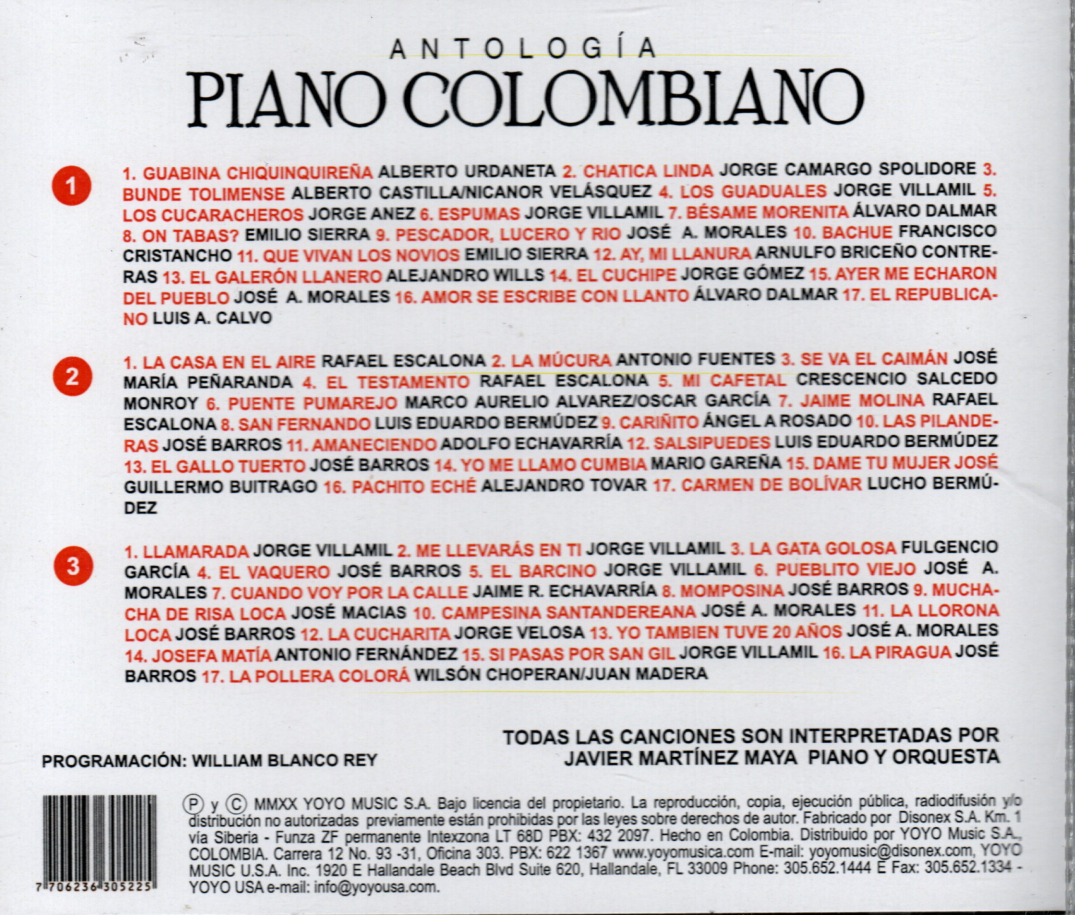 ANTOLOGÍA
PIANO COLOMBIANO
1
1. GUABINA CHIQUINQUIREÑA ALBERTO URDANETA 2. CHATICA LINDA JORGE CAMARGO SPOLIDORE 3.
BUNDE TOLIMENSE ALBERTO CASTILLA/NICANOR VELÁSQUEZ 4. LOS GUADUALES JORGE VILLAMIL 5.
LOS CUCARACHEROS JORGE ANEZ 6. ESPUMAS JORGE VILLAMIL 7. BÉSAME MORENITA ÁLVARO DALMAR
8. ON TABAS? EMILIO SIERRA 9. PESCADOR, LUCERO Y RIO JOSÉ A. MORALES 10. BACHUE FRANCISCO
CRISTANCHO 11. QUE VIVAN LOS NOVIOS EMILIO SIERRA 12. AY, MI LLANURA ARNULFO BRICEÑO CONTRE-
RAS 13. EL GALERÓN LLANERO ALEJANDRO WILLS 14. EL CUCHIPE JORGE GÓMEZ 15. AYER ME ECHARON
DEL PUEBLO JOSÉ A. MORALES 16. AMOR SE ESCRIBE CON LLANTO ÁLVARO DALMAR 17. EL REPUBLICA-
NO LUIS A. CALVO
2
1. LA CASA EN EL AIRE RAFAEL ESCALONA 2. LA MÚCURA ANTONIO FUENTES 3. SE VA EL CAIMÁN JOSÉ
MARÍA PEÑARANDA 4. EL TESTAMENTO RAFAEL ESCALONA 5. MI CAFETAL CRESCENCIO SALCEDO
MONROY 6. PUENTE PUMAREJO MARCO AURELIO ALVAREZ/OSCAR GARCÍA 7. JAIME MOLINA RAFAEL
ESCALONA 8. SAN FERNANDO LUIS EDUARDO BERMÚDEZ 9. CARIÑITO ÁNGEL A ROSADO 10. LAS PILANDE-
RAS JOSÉ BARROS 11. AMANECIENDO ADOLFO ECHAVARRÍA 12. SALSIPUEDES LUIS EDUARDO BERMÚDEZ
13. EL GALLO TUERTO JOSÉ BARROS 14. YO ME LLAMO CUMBIA MARIO GAREÑA 15. DAME TU MUJER JOSÉ
GUILLERMO BUITRAGO 16. PACHITO ECHÉ ALEJANDRO TOVAR 17. CARMEN DE BOLÍVAR LUCHO BERMÚ-
DEZ
3
1. LLAMARADA JORGE VILLAMIL 2. ME LLEVARÁS EN TI JORGE VILLAMIL 3. LA GATA GOLOSA FULGENCIO
GARCÍA 4. EL VAQUERO JOSÉ BARROS 5. EL BARCINO JORGE VILLAMIL 6. PUEBLITO VIEJO JOSÉ A.
MORALES 7. CUANDO VOY POR LA CALLE JAIME R. ECHAVARRÍA 8. MOMPOSINA JOSÉ BARROS 9. MUCHA-
CHA DE RISA LOCA JOSÉ MACIAS 10. CAMPESINA SANTANDEREANA JOSÉ A. MORALES 11. LA LLORONA
LOCA JOSÉ BARROS 12. LA CUCHARITA JORGE VELOSA 13. YO TAMBIEN TUVE 20 AÑOS JOSÉ A. MORALES
14. JOSEFA MATÍA ANTONIO FERNÁNDEZ 15. SI PASAS POR SAN GIL JORGE VILLAMIL 16. LA PIRAGUA JOSÉ
BARROS 17. LA POLLERA COLORÁ WILSÓN CHOPERAN/JUAN MADERA
TODAS LAS CANCIONES SON INTERPRETADAS POR
JAVIER MARTÍNEZ MAYA PIANO Y ORQUESTA
PROGRAMACIÓN: WILLIAM BLANCO REY
Ⓟ y Ⓒ MMXX YOYO MUSIC S.A. Bajo licencia del propietario. La reproducción, copia, ejecución pública, radiodifusión y/o
distribución no autorizadas previamente están prohibidas por las leyes sobre derechos de autor. Fabricado por Disonex S.A. Km. 1
vía Siberia - Funza ZF permanente Intexzona LT 68D PBX: 432 2097. Hecho en Colombia. Distribuido por YOYO Music S.A.,
COLOMBIA. Carrera 12 No. 93 -31, Oficina 303. PBX: 622 1367 www.yoyomusica.com E-mail: yoyomusic@disonex.com, YOYO
MUSIC U.S.A. Inc. 1920 E Hallandale Beach Blvd Suite 620, Hallandale, FL 33009 Phone: 305.652.1444 E Fax: 305.652.1334 -
YOYO USA e-mail: info@yoyousa.com.
7 706236 305225